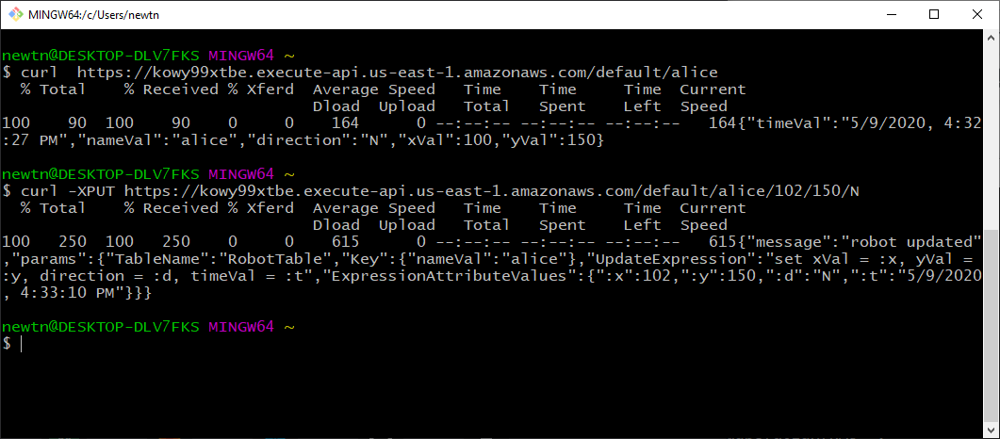 MINGW64:/c/Users/newtn
newtn@DESKTOP-DLV7FKS MINGW64 ~
$ curl  https://kowy99xtbe.execute-api.us-east-1.amazonaws.com/default/alice
  % Total    % Received % Xferd  Average Speed   Time    Time     Time  Current
                                 Dload  Upload   Total   Spent    Left  Speed
100    90  100    90    0     0    164      0 --:--:-- --:--:-- --:--:--   164{"timeVal":"5/9/2020, 4:32
:27 PM","nameVal":"alice","direction":"N","xVal":100,"yVal":150}
newtn@DESKTOP-DLV7FKS MINGW64 ~
$ curl -XPUT https://kowy99xtbe.execute-api.us-east-1.amazonaws.com/default/alice/102/150/N
  % Total    % Received % Xferd  Average Speed   Time    Time     Time  Current
                                 Dload  Upload   Total   Spent    Left  Speed
100   250  100   250    0     0    615      0 --:--:-- --:--:-- --:--:--   615{"message":"robot updated"
,"params":{"TableName":"RobotTable","Key":{"nameVal":"alice"},"UpdateExpression":"set xVal = :x, yVal =
:y, direction = :d, timeVal = :t","ExpressionAttributeValues":{":x":102,":y":150,":d":"N",":t":"5/9/2020
, 4:33:10 PM"}}}
newtn@DESKTOP-DLV7FKS MINGW64 ~
$